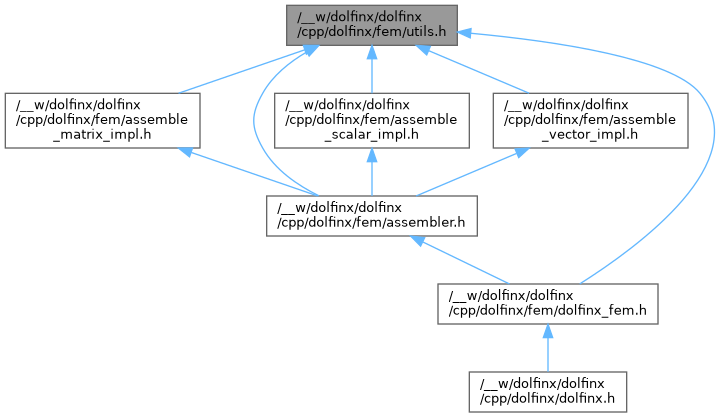 /__w/dolfinx/dolfinx
/cpp/dolfinx/fem/utils.h
/__w/dolfinx/dolfinx
/cpp/dolfinx/fem/assemble
_matrix_impl.h
/__w/dolfinx/dolfinx
/cpp/dolfinx/fem/assemble
_scalar_impl.h
/__w/dolfinx/dolfinx
/cpp/dolfinx/fem/assemble
_vector_impl.h
/__w/dolfinx/dolfinx
/cpp/dolfinx/fem/assembler.h
/__w/dolfinx/dolfinx
/cpp/dolfinx/fem/dolfinx_fem.h
/__w/dolfinx/dolfinx
/cpp/dolfinx/dolfinx.h